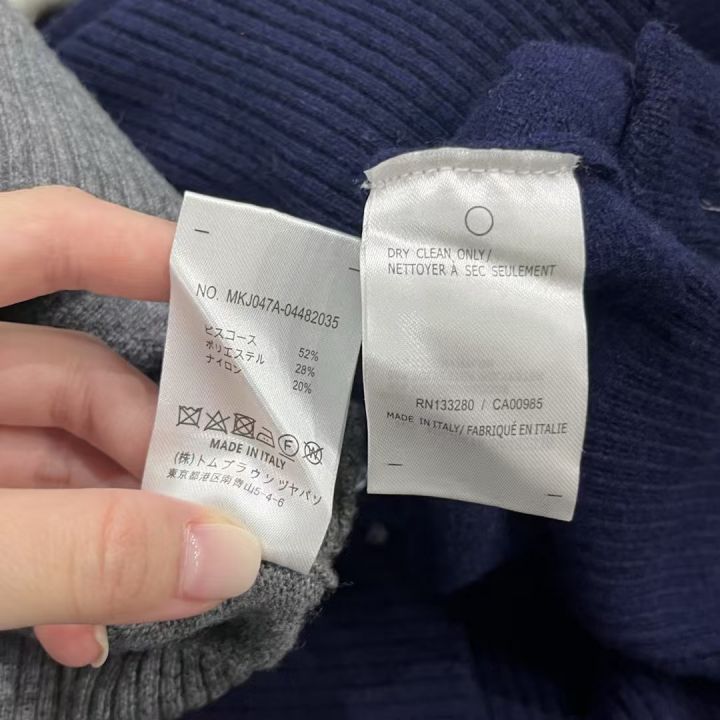 NO. MKJ047A-04482035
ビスコース 52%
ポリエステル 28%
ナイロン 20%
F W
MADE IN ITALY
(株)トム ブラウン ジャパン
東京都港区南青山5-4-6
DRY CLEAN ONLY/
NETTOYER À SEC SEULEMENT
RN133280 / CA00985
MADE IN ITALY/ FABRIQUÉ EN ITALIE